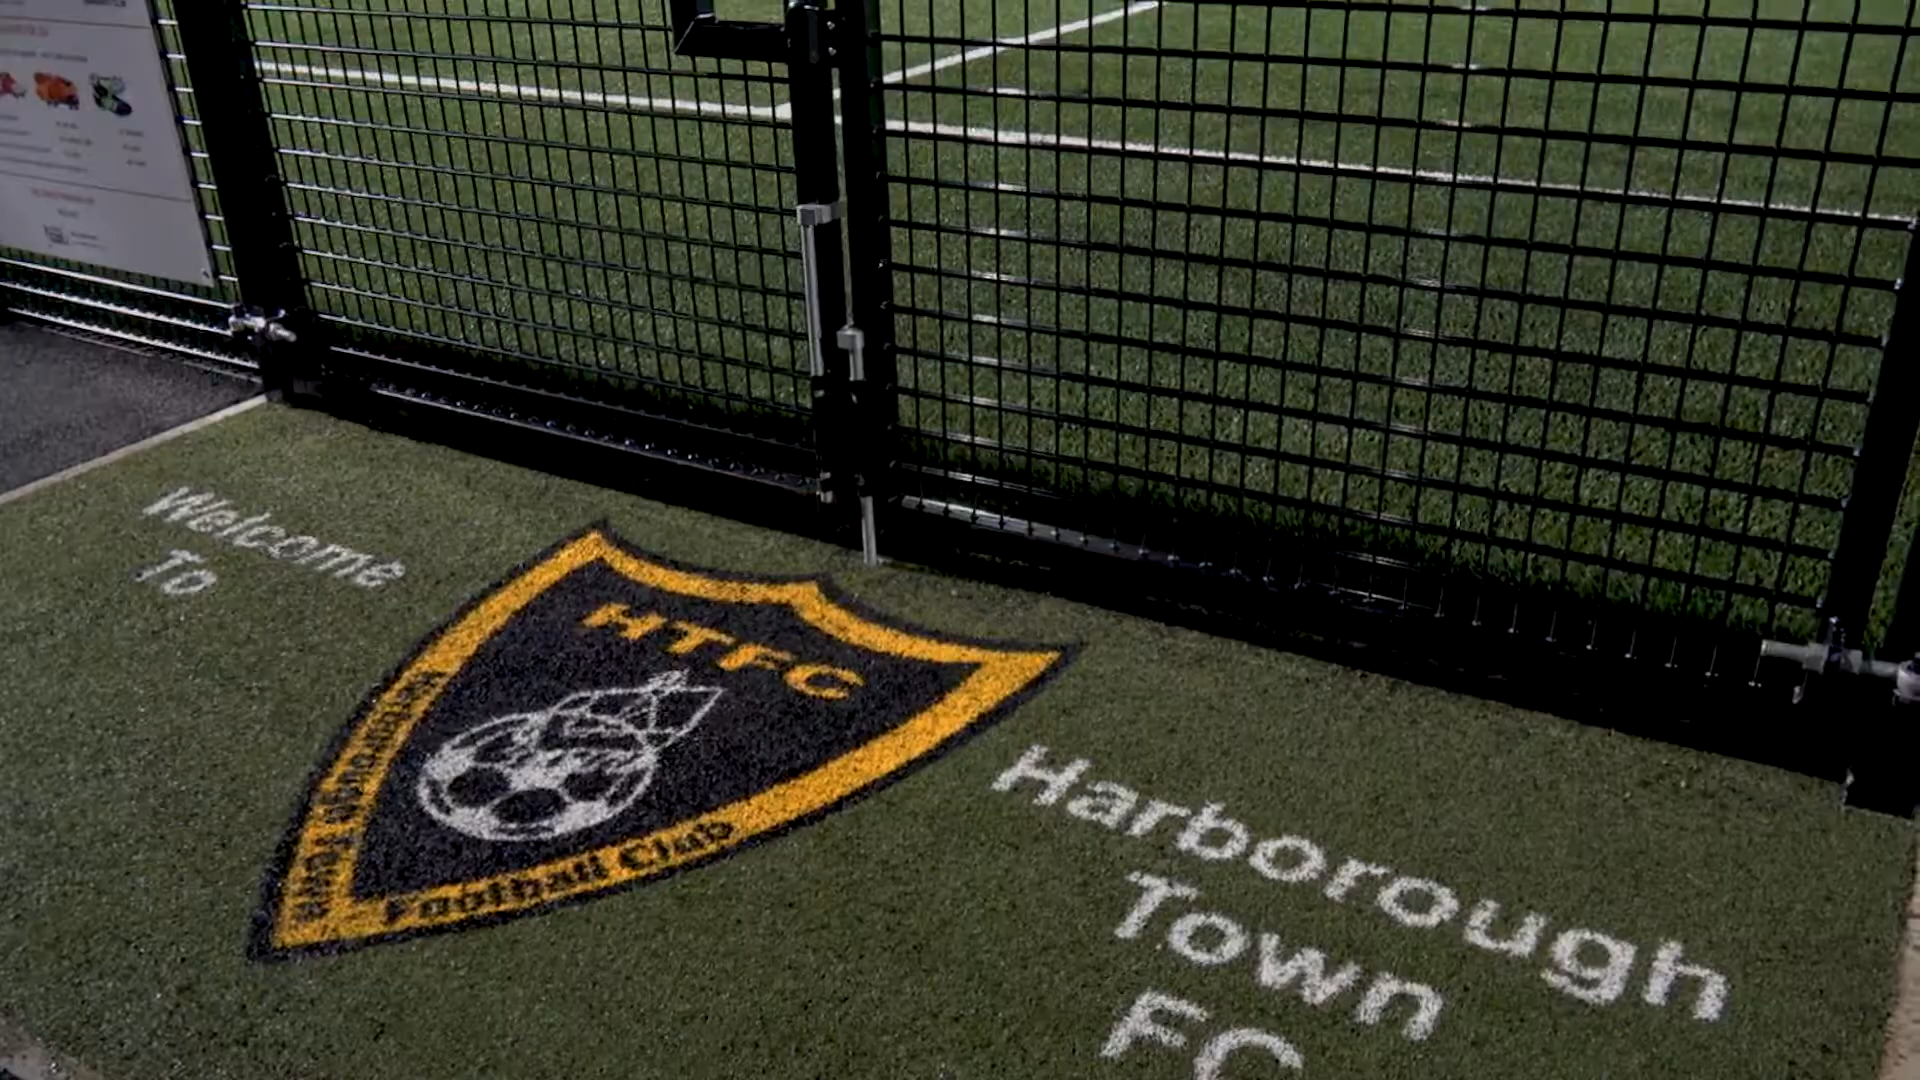 Welcome
To
HTFC
Harborough Town
Football Club
Harborough
Town
FC